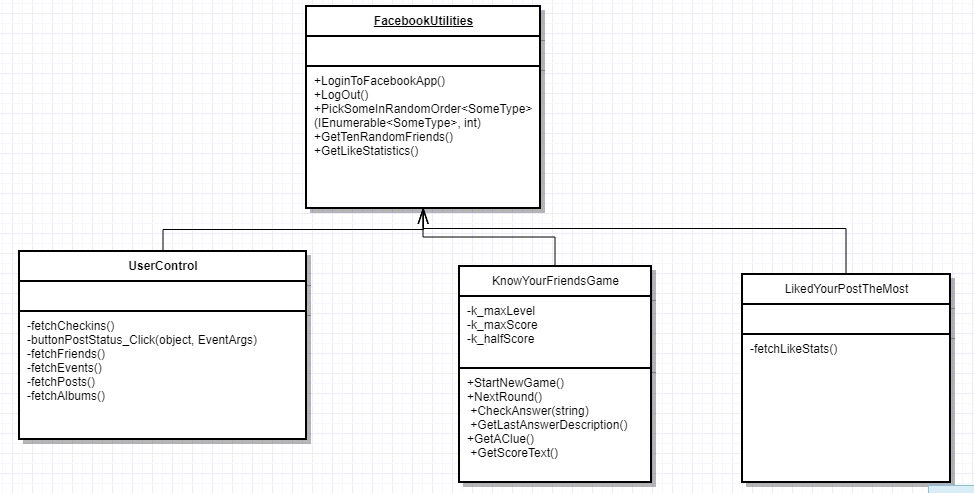 FacebookUtilities
+LoginToFacebookApp()
+LogOut()
+PickSomeInRandomOrder<SomeType>
(IEnumerable<SomeType>, int)
+GetTenRandomFriends()
+GetLikeStatistics()
UserControl
-fetchCheckins()
-buttonPostStatus_Click(object, EventArgs)
-fetchFriends()
-fetchEvents()
-fetchPosts()
-fetchAlbums()
KnowYourFriendsGame
-k_maxLevel
-k_maxScore
-k_halfScore
+StartNewGame()
+NextRound()
+CheckAnswer(string)
+GetLastAnswerDescription()
+GetAClue()
+GetScoreText()
LikedYourPostTheMost
-fetchLikeStats()